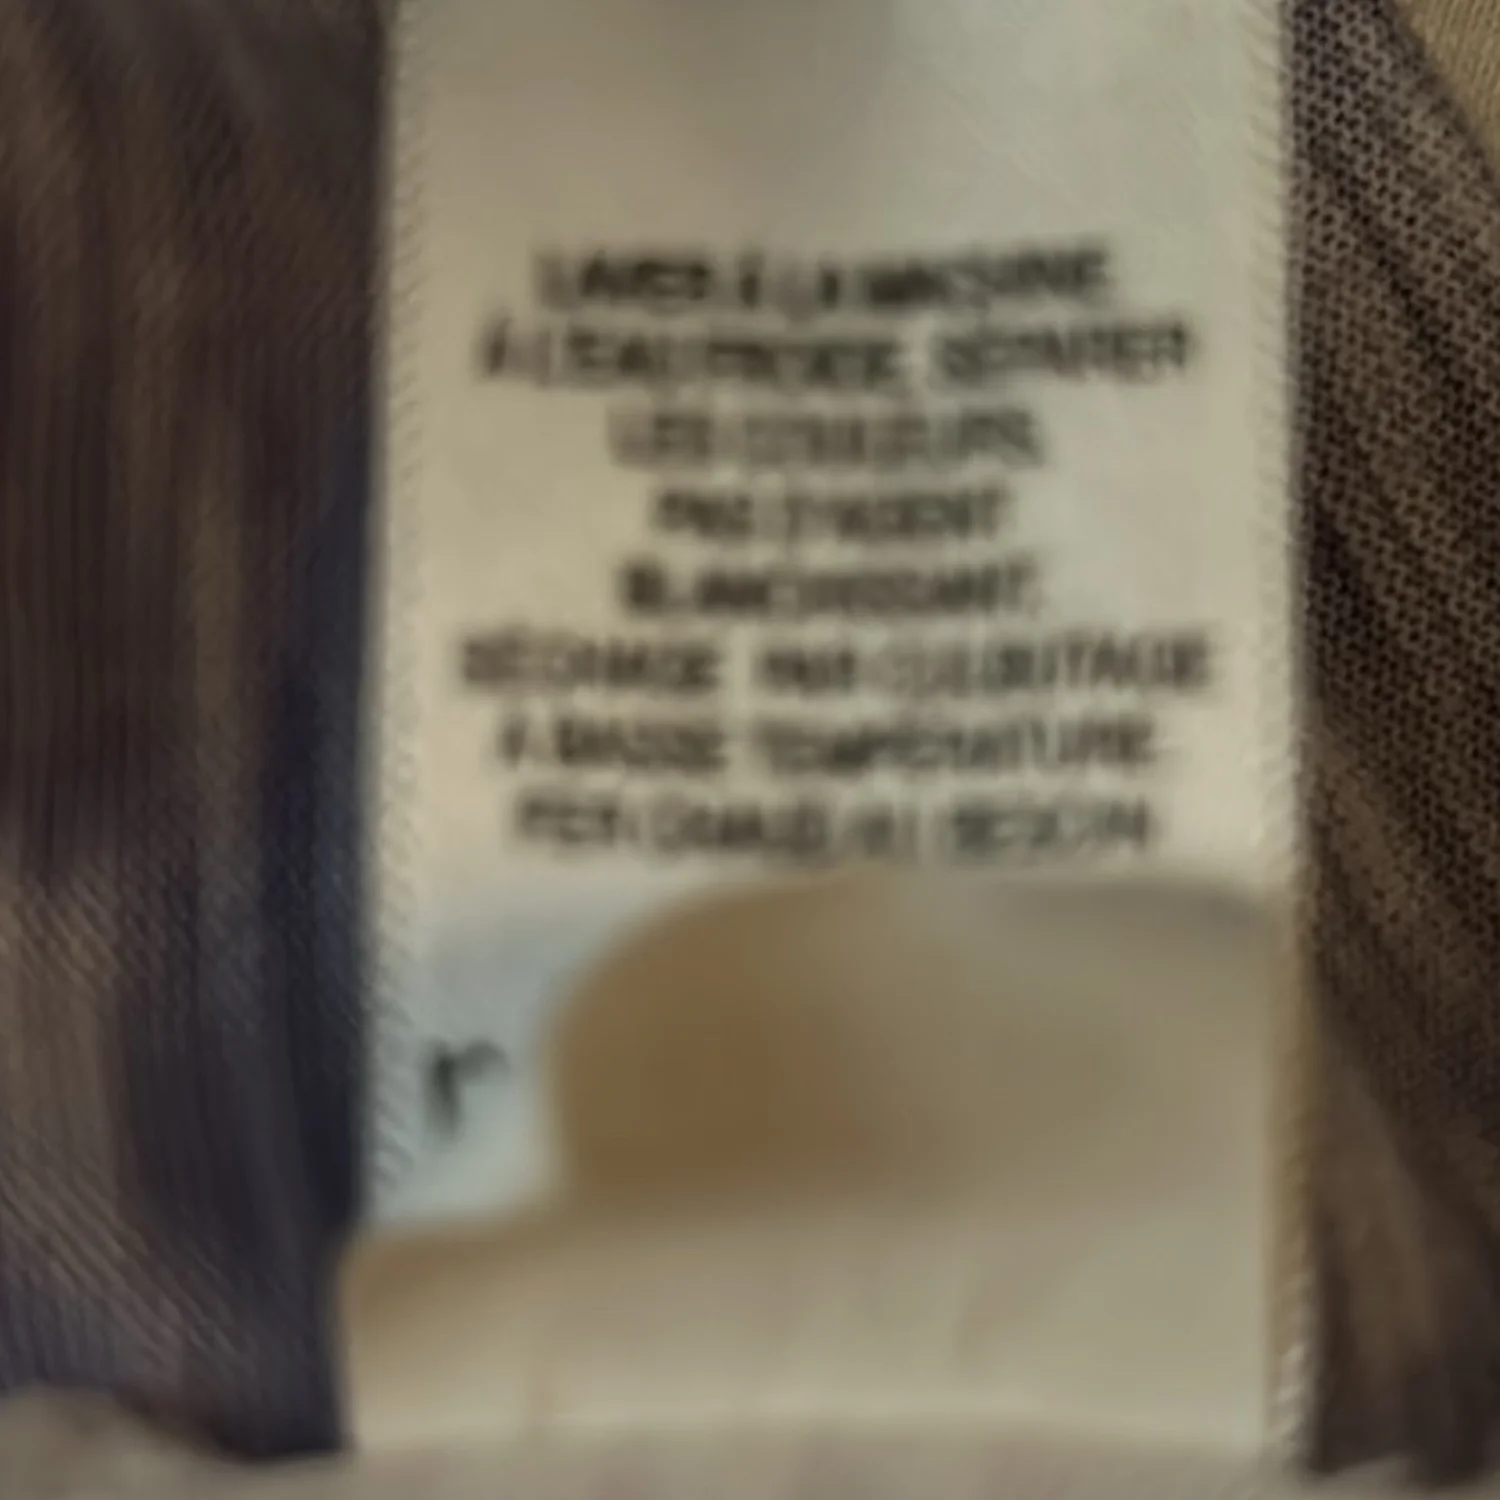 LAVER À LA MACHINE
À L'EAU FROIDE. SÉPARER
LES COULEURS.
PAS D'AGENT
BLANCHISSANT.
SÉCHAGE PAR CULBUTAGE
À BASSE TEMPÉRATURE.
FER CHAUD AU BESOIN.